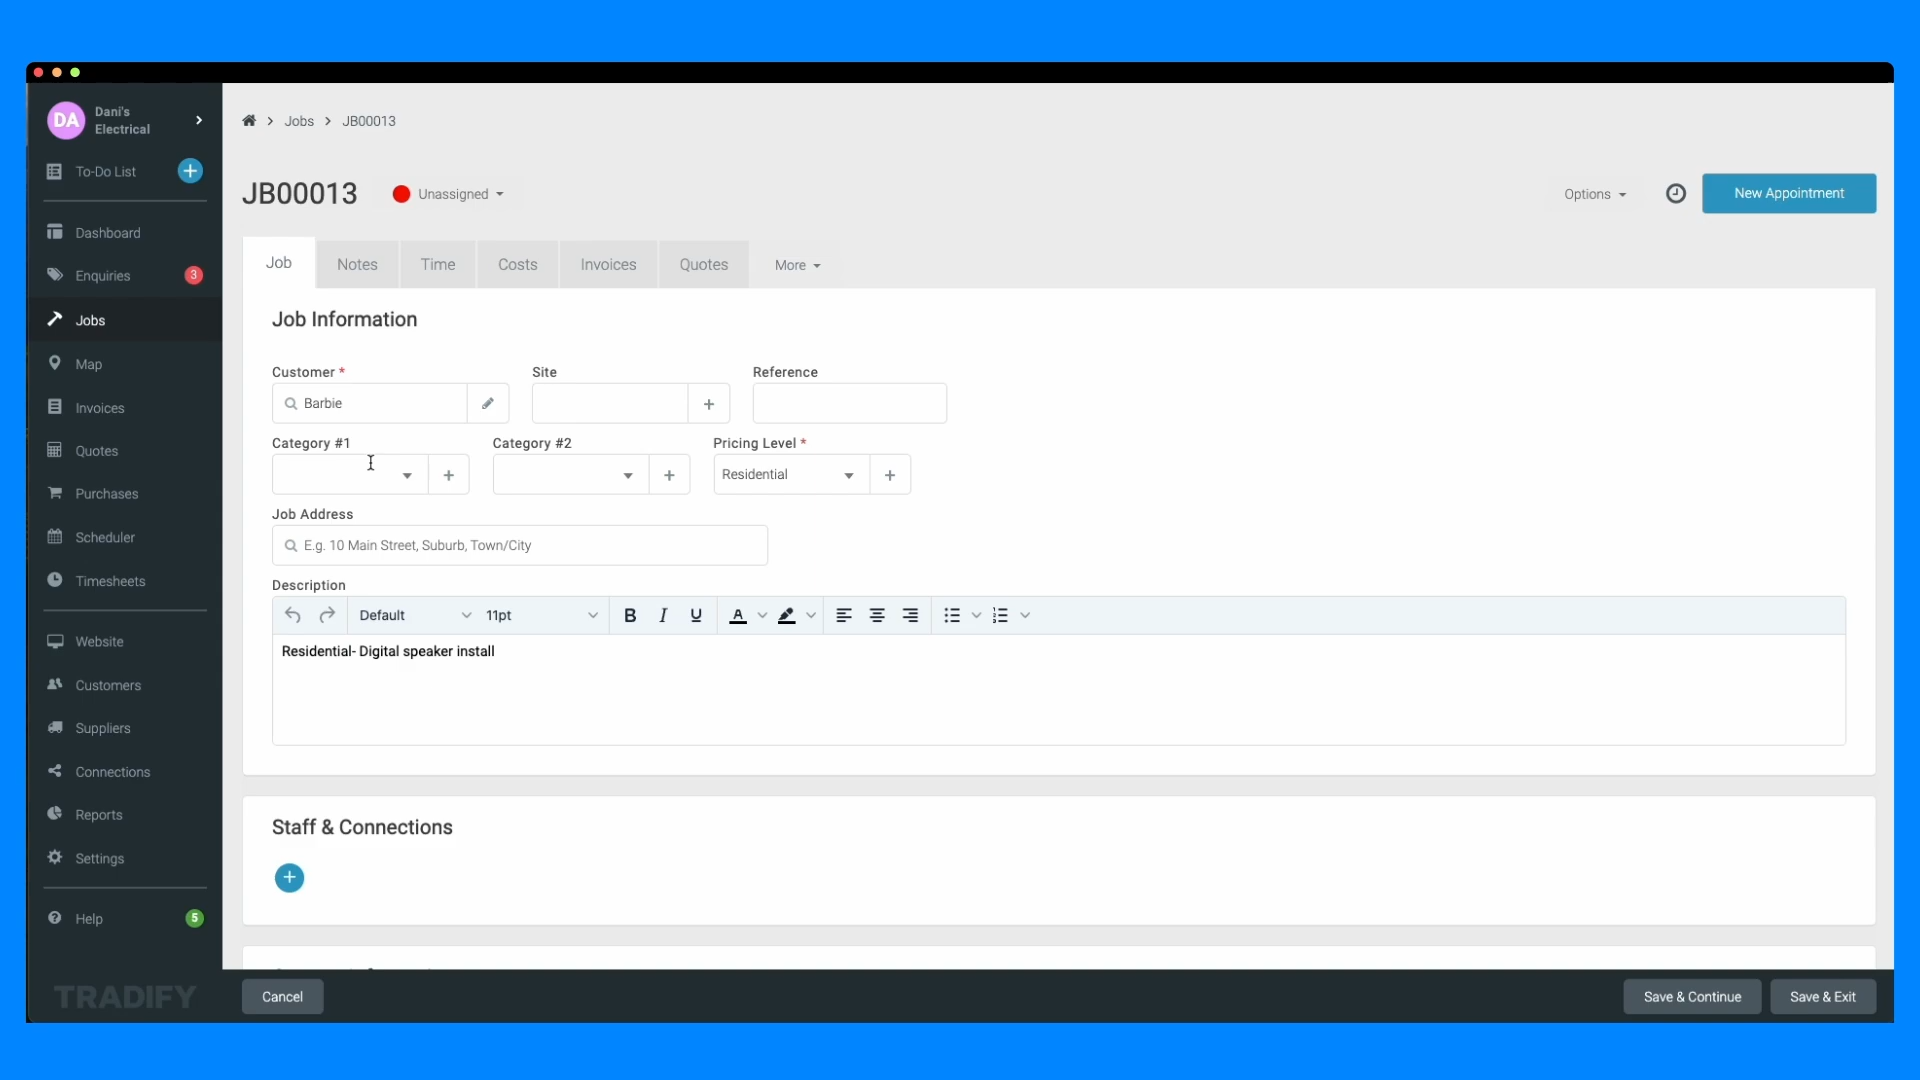 DA
Dani's
Electrical
To-Do List
Dashboard
Enquiries 3
Jobs
Map
Invoices
Quotes
Purchases
Scheduler
Timesheets
Website
Customers
Suppliers
Connections
Reports
Settings
Help 5
TRADIFY
Jobs > JB00013
JB00013 Unassigned Options New Appointment
Job Notes Time Costs Invoices Quotes More
Job Information
Customer * Site Reference
Barbie
Category #1 Category #2 Pricing Level *
Residential
Job Address
E.g. 10 Main Street, Suburb, Town/City
Description
Default 11pt B I U A
Residential- Digital speaker install
Staff & Connections
Cancel Save & Continue Save & Exit